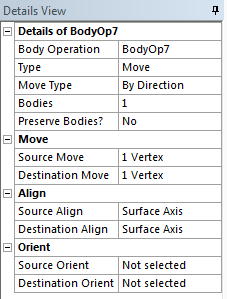 Details View
Details of BodyOp7
Body Operation BodyOp7
Type Move
Move Type By Direction
Bodies 1
Preserve Bodies? No
Move
Source Move 1 Vertex
Destination Move 1 Vertex
Align
Source Align Surface Axis
Destination Align Surface Axis
Orient
Source Orient Not selected
Destination Orient Not selected